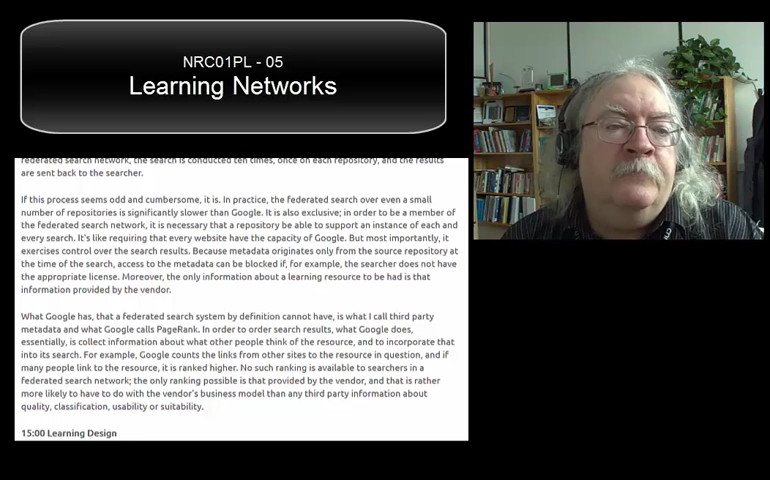 NRC01PL - 05
Learning Networks
federated search network, the search is conducted ten times, once on each repository, and the results
are sent back to the searcher.
If this process seems odd and cumbersome, it is. In practice, the federated search over even a small
number of repositories is significantly slower than Google. It is also exclusive; in order to be a member of
the federated search network, it is necessary that a repository be able to support an instance of each and
every search. It's like requiring that every website have the capacity of Google. But most importantly, it
exercises control over the search results. Because metadata originates only from the source repository at
the time of the search, access to the metadata can be blocked if, for example, the searcher does not have
the appropriate license. Moreover, the only information about a learning resource to be had is that
information provided by the vendor.
What Google has, that a federated search system by definition cannot have, is what I call third party
metadata and what Google calls PageRank. In order to order search results, what Google does,
essentially, is collect information about what other people think of the resource, and to incorporate that
into its search. For example, Google counts the links from other sites to the resource in question, and if
many people link to the resource, it is ranked higher. No such ranking is available to searchers in a
federated search network; the only ranking possible is that provided by the vendor, and that is rather
more likely to have to do with the vendor's business model than any third party information about
quality, classification, usability or suitability.
15:00 Learning Design